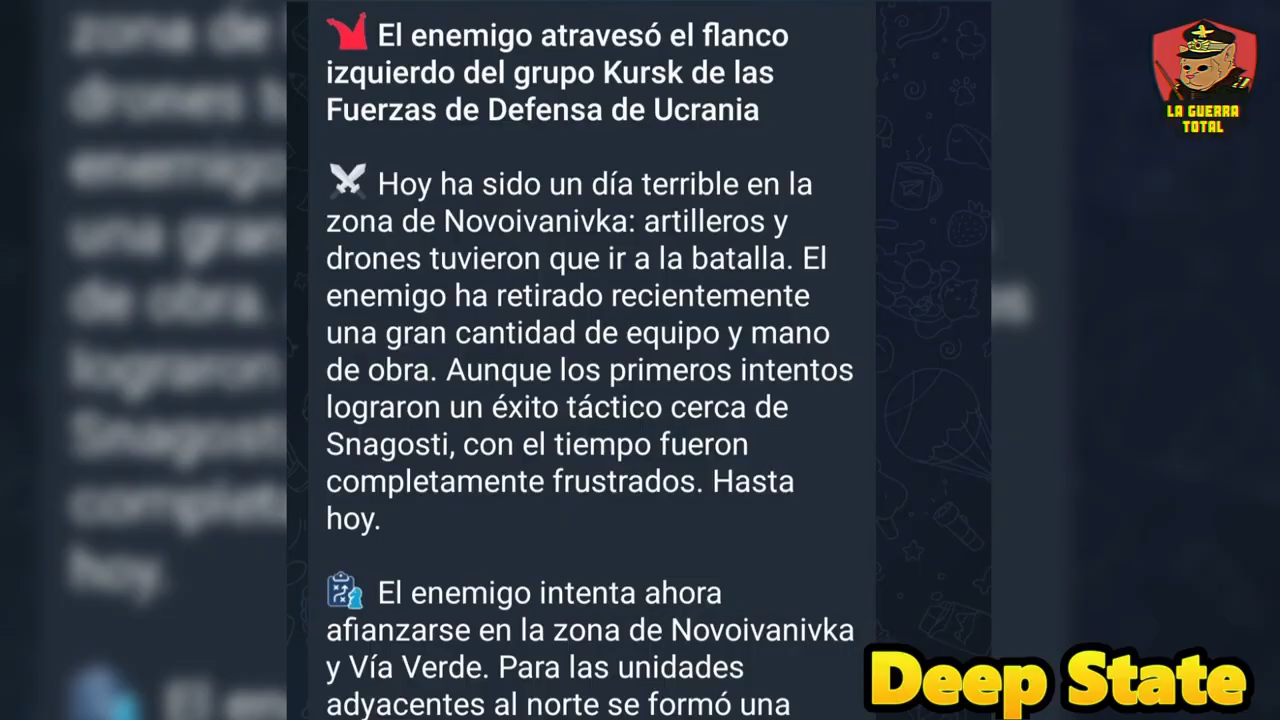 El enemigo atravesó el flanco
izquierdo del grupo Kursk de las
Fuerzas de Defensa de Ucrania
Hoy ha sido un día terrible en la
zona de Novoivanivka: artilleros y
drones tuvieron que ir a la batalla. El
enemigo ha retirado recientemente
una gran cantidad de equipo y mano
de obra. Aunque los primeros intentos
lograron un éxito táctico cerca de
Snagosti, con el tiempo fueron
completamente frustrados. Hasta
hoy.
El enemigo intenta ahora
afianzarse en la zona de Novoivanivka
y Vía Verde. Para las unidades
adyacentes al norte se formó una
LA GUERRA
TOTAL
Deep State